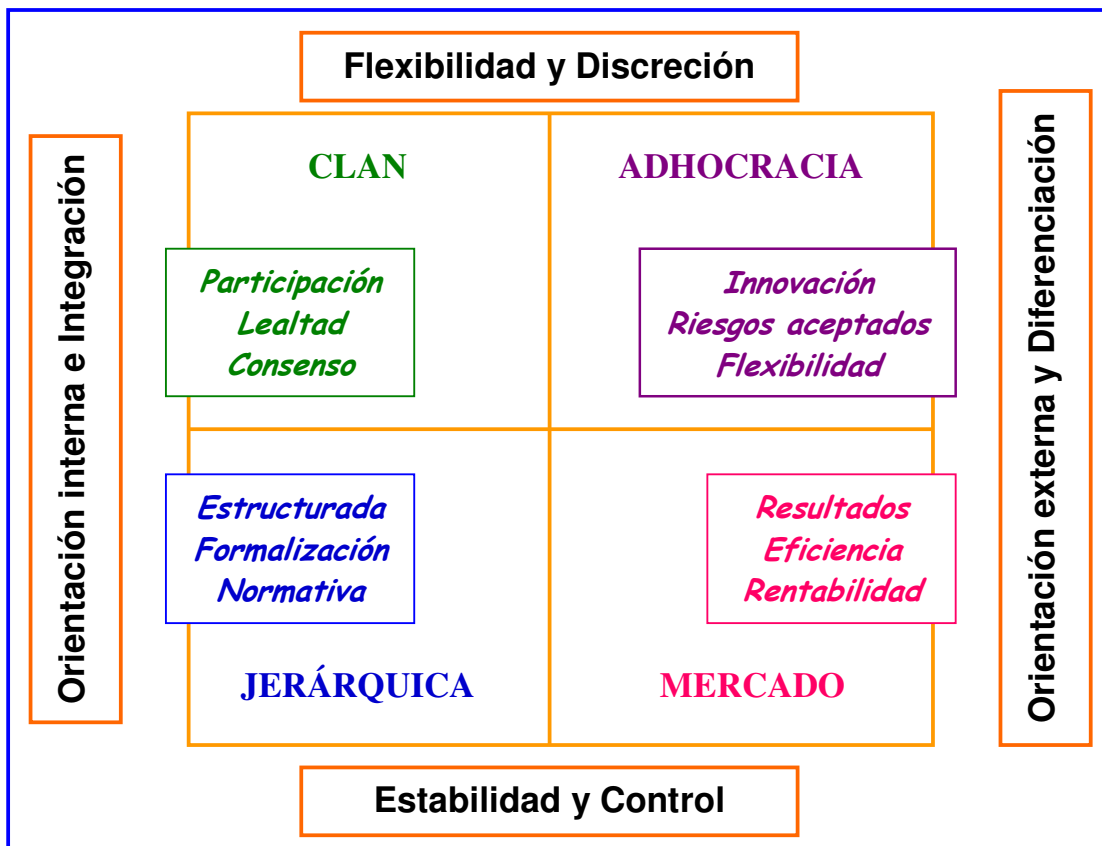 Flexibilidad y Discreción
Orientación interna e Integración
CLAN
Participación
Lealtad
Consenso
ADHOCRACIA
Innovación
Riesgos aceptados
Flexibilidad
Estructurada
Formalización
Normativa
JERÁRQUICA
Resultados
Eficiencia
Rentabilidad
MERCADO
Orientación externa y Diferenciación
Estabilidad y Control